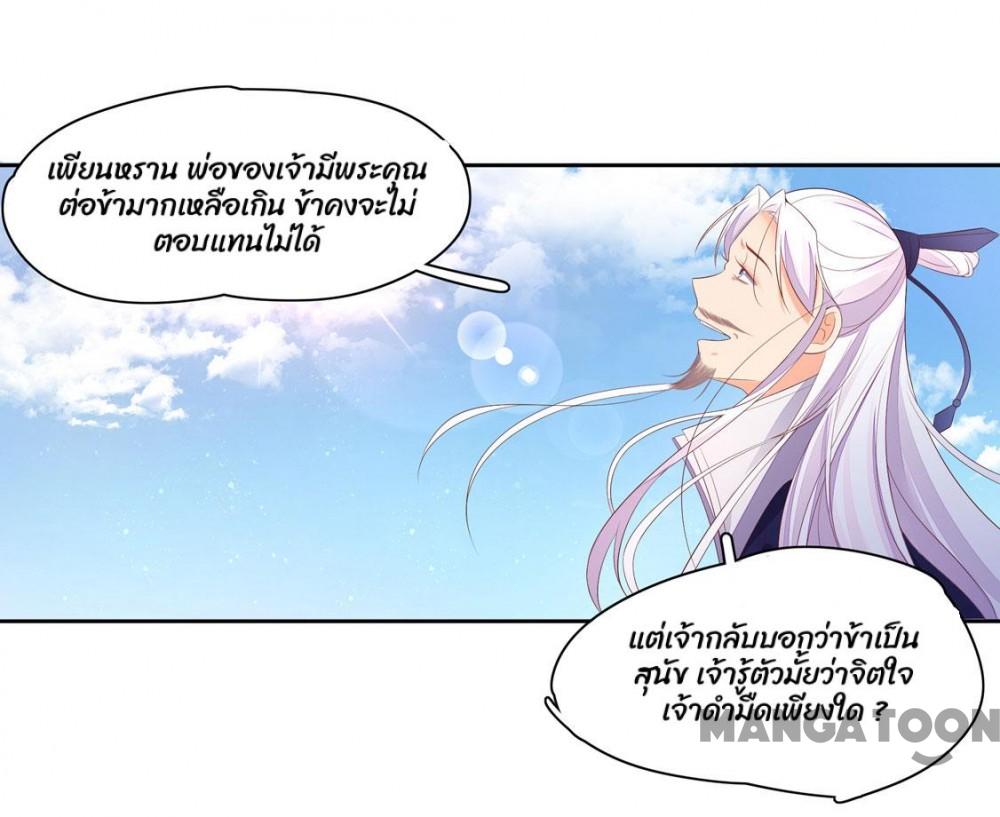 เพียนหราน พ่อของเจ้ามีพระคุณ
ต่อข้ามากเหลือเกิน ข้าคงจะไม่
ตอบแทนไม่ได้
แต่เจ้ากลับบอกว่าข้าเป็น
สุนัข เจ้ารู้ตัวมั้ยว่าจิตใจ
เจ้าดำมืดเพียงใด ?
MANGATOON